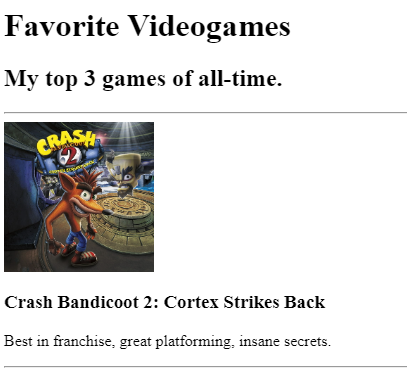 Favorite Videogames
My top 3 games of all-time.
CRASH
2
Crash Bandicoot 2: Cortex Strikes Back
Best in franchise, great platforming, insane secrets.